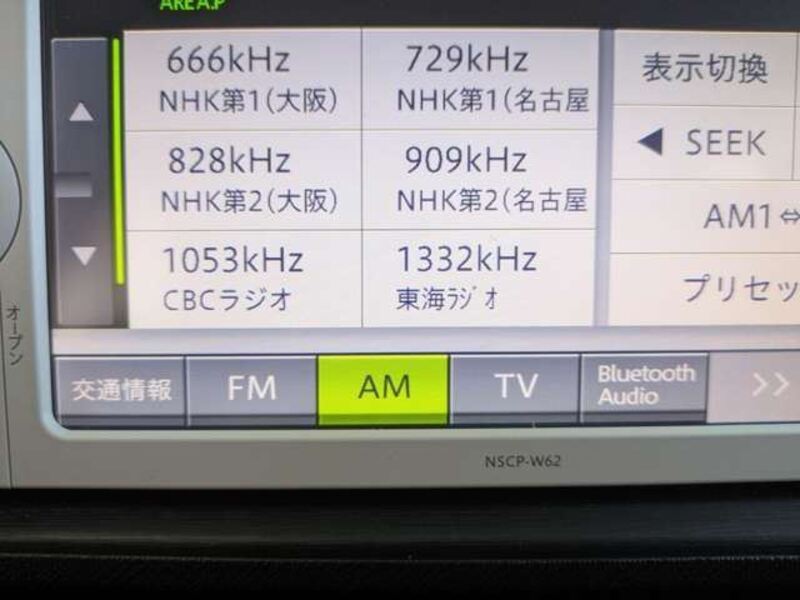 AREA.P
666kHz
NHK第1(大阪)
729kHz
NHK第1(名古屋
828kHz
NHK第2(大阪)
909kHz
NHK第2(名古屋
1053kHz
CBCラジオ
1332kHz
東海ラジオ
表示切換
◀ SEEK
AM1⇔
プリセッ
オープン
交通情報
FM
AM
TV
Bluetooth
Audio
>>
NSCP-W62